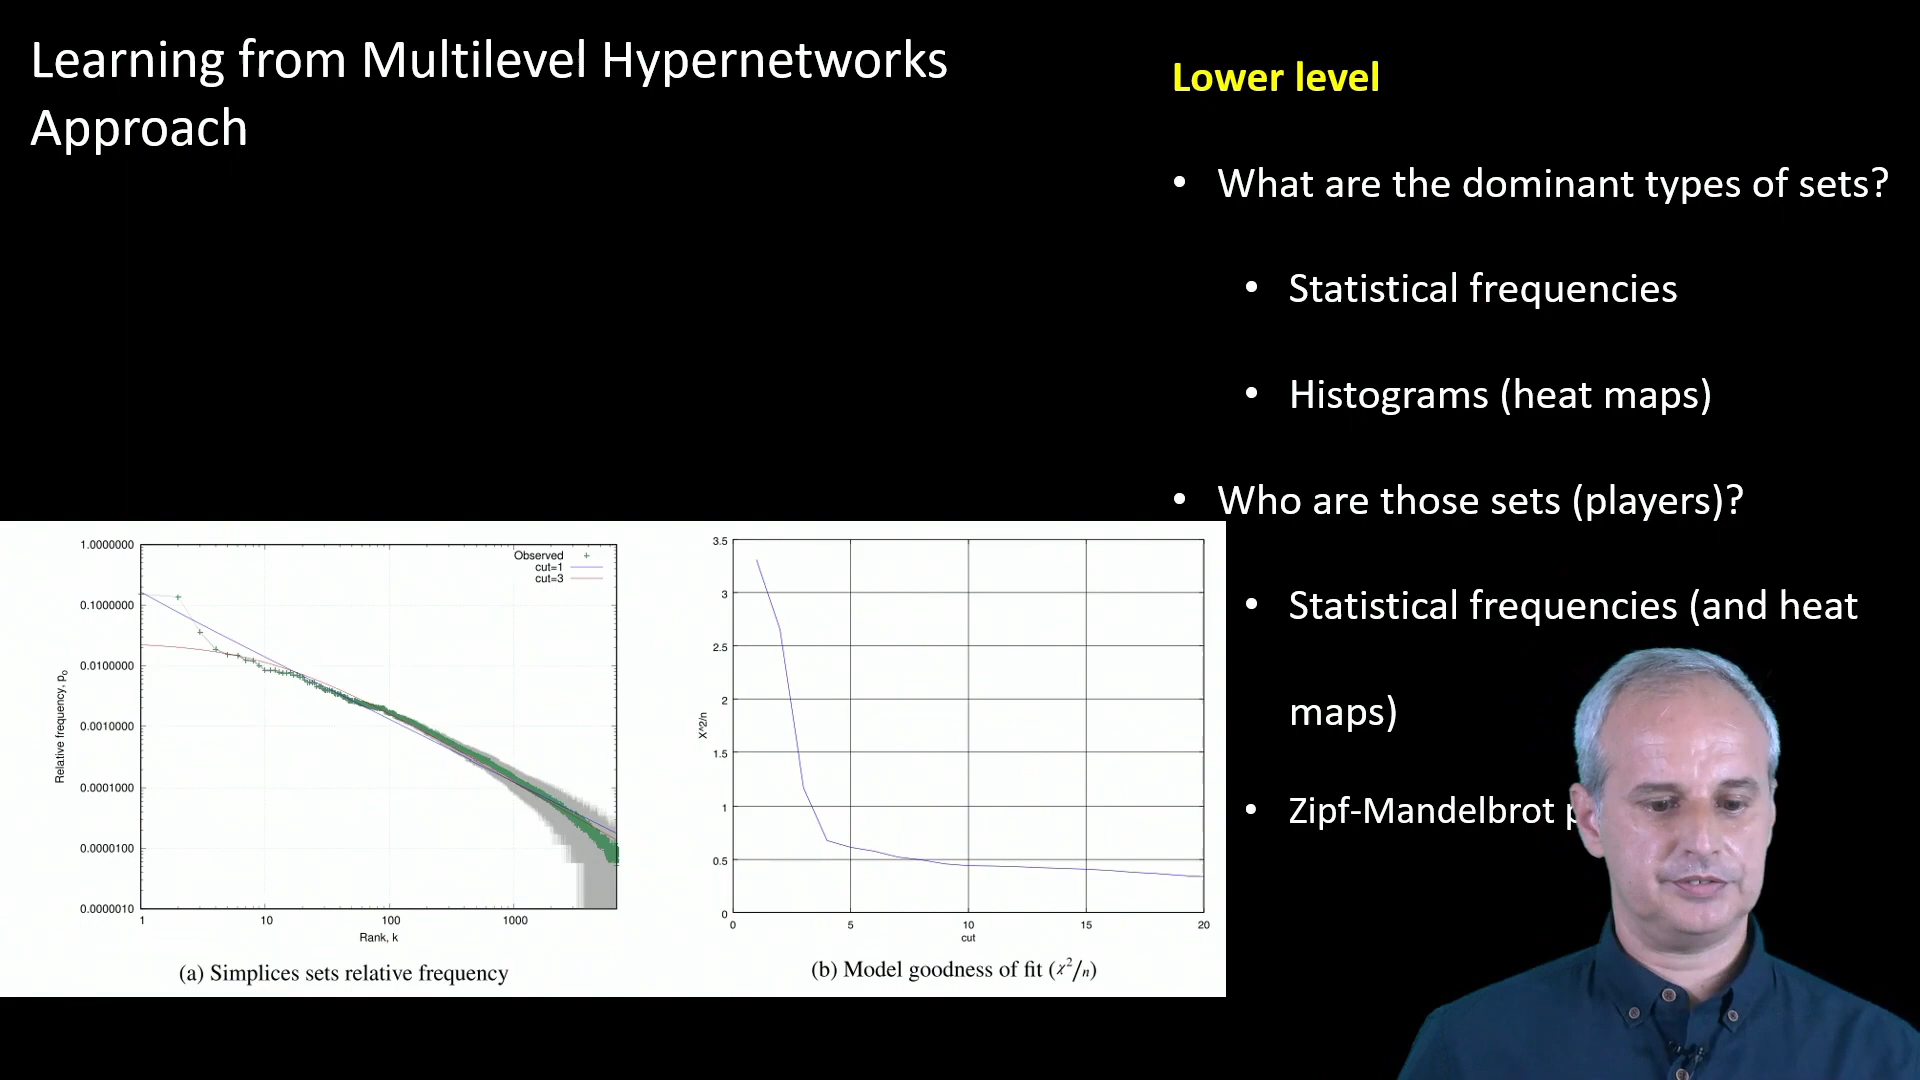 Learning from Multilevel Hypernetworks
Approach
Lower level
• What are the dominant types of sets?
• Statistical frequencies
• Histograms (heat maps)
• Who are those sets (players)?
• Statistical frequencies (and heat
maps)
• Zipf-Mandelbrot
1.0000000
0.1000000
0.0100000
0.0010000
0.0001000
0.0000100
0.0000010
Relative frequency, p₀
Observed
cut=1
cut=3
1 10 100 1000
Rank, k
(a) Simplices sets relative frequency
3.5
3
2.5
2
1.5
1
0.5
0
X^2/n
0 5 10 15 20
cut
(b) Model goodness of fit (χ²/n)